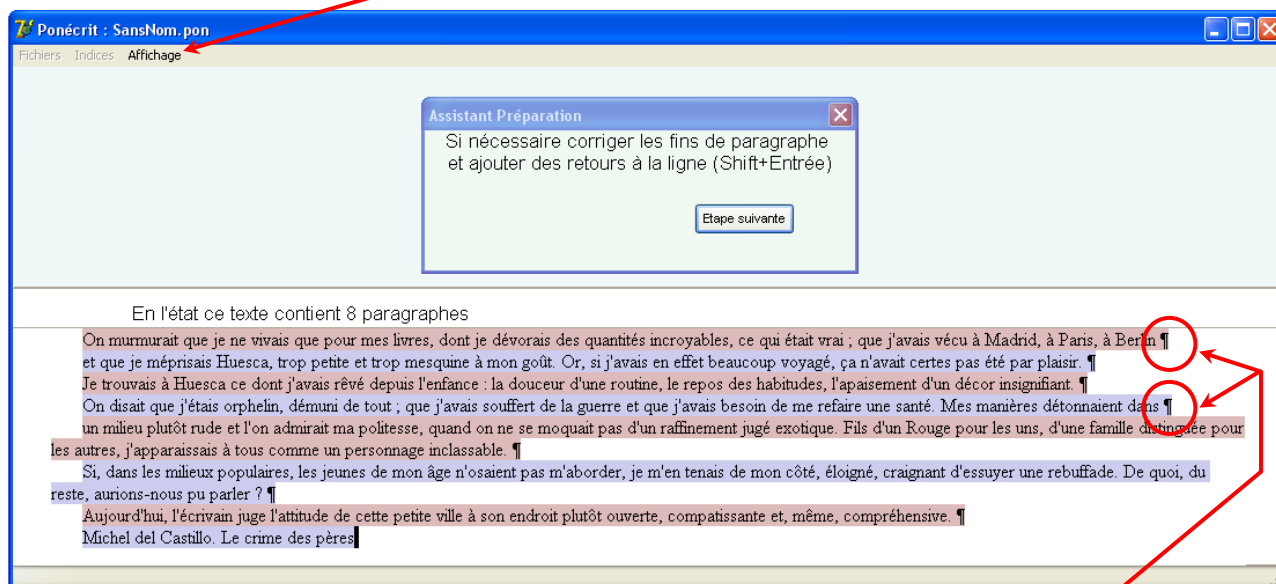 Ponécrit : SansNom.pon
Fichiers Indices Affichage
Assistant Préparation
Si nécessaire corriger les fins de paragraphe
et ajouter des retours à la ligne (Shift+Entrée)
Etape suivante
En l'état ce texte contient 8 paragraphes
On murmurait que je ne vivais que pour mes livres, dont je dévorais des quantités incroyables, ce qui était vrai ; que j'avais vécu à Madrid, à Paris, à Berlin ¶
et que je méprisais Huesca, trop petite et trop mesquine à mon goût. Or, si j'avais en effet beaucoup voyagé, ça n'avait certes pas été par plaisir. ¶
Je trouvais à Huesca ce dont j'avais rêvé depuis l'enfance : la douceur d'une routine, le repos des habitudes, l'apaisement d'un décor insignifiant. ¶
On disait que j'étais orphelin, démuni de tout ; que j'avais souffert de la guerre et que j'avais besoin de me refaire une santé. Mes manières détonnaient dans ¶
un milieu plutôt rude et l'on admirait ma politesse, quand on ne se moquait pas d'un raffinement jugé exotique. Fils d'un Rouge pour les uns, d'une famille distinguée pour
les autres, j'apparaissais à tous comme un personnage inclassable. ¶
Si, dans les milieux populaires, les jeunes de mon âge n'osaient pas m'aborder, je m'en tenais de mon côté, éloigné, craignant d'essuyer une rebuffade. De quoi, du
reste, aurions-nous pu parler ? ¶
Aujourd'hui, l'écrivain juge l'attitude de cette petite ville à son endroit plutôt ouverte, compatissante et, même, compréhensive. ¶
Michel del Castillo. Le crime des pères